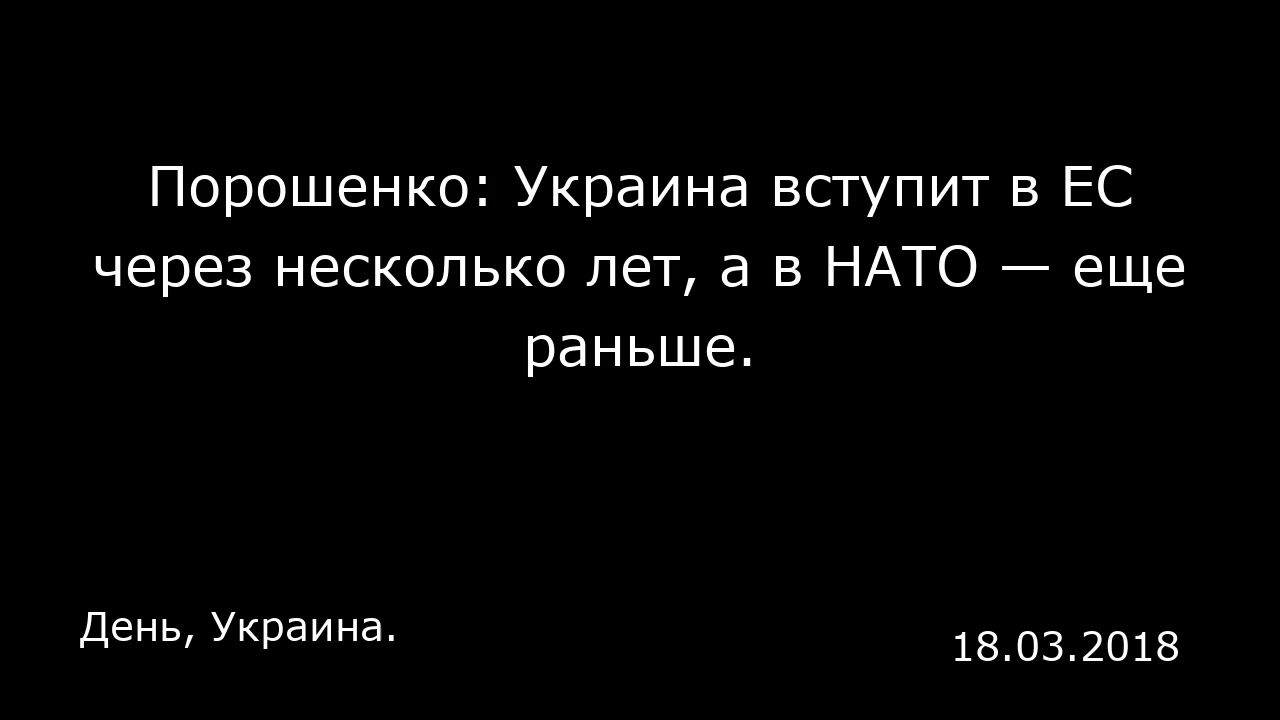 Порошенко: Украина вступит в ЕС
через несколько лет, а в НАТО — еще
раньше.
День, Украина.
18.03.2018